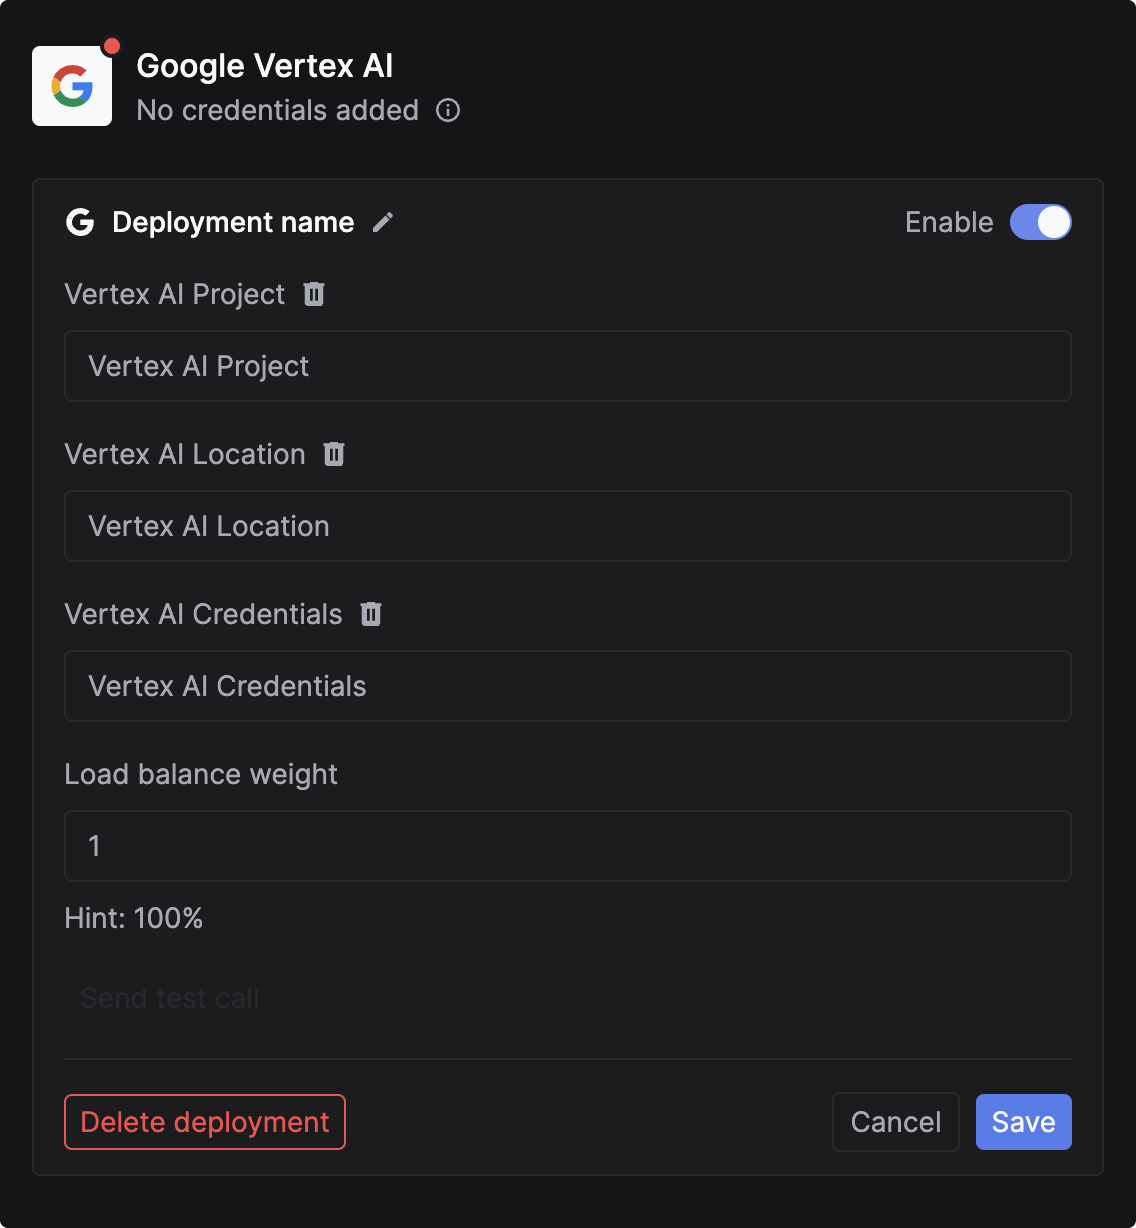 Google Vertex AI
No credentials added
Deployment name
Enable
Vertex AI Project
Vertex AI Project
Vertex AI Location
Vertex AI Location
Vertex AI Credentials
Vertex AI Credentials
Load balance weight
1
Hint: 100%
Send test call
Delete deployment
Cancel
Save